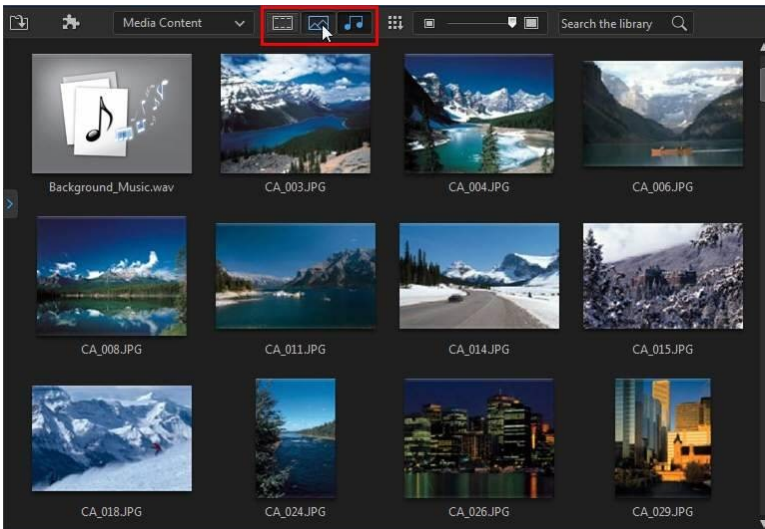 Media Content
Search the library
Background_Music.wav
CA_003.JPG
CA_004.JPG
CA_006.JPG
CA_008.JPG
CA_011.JPG
CA_014.JPG
CA_015.JPG
CA_018.JPG
CA_024.JPG
CA_026.JPG
CA_029.JPG